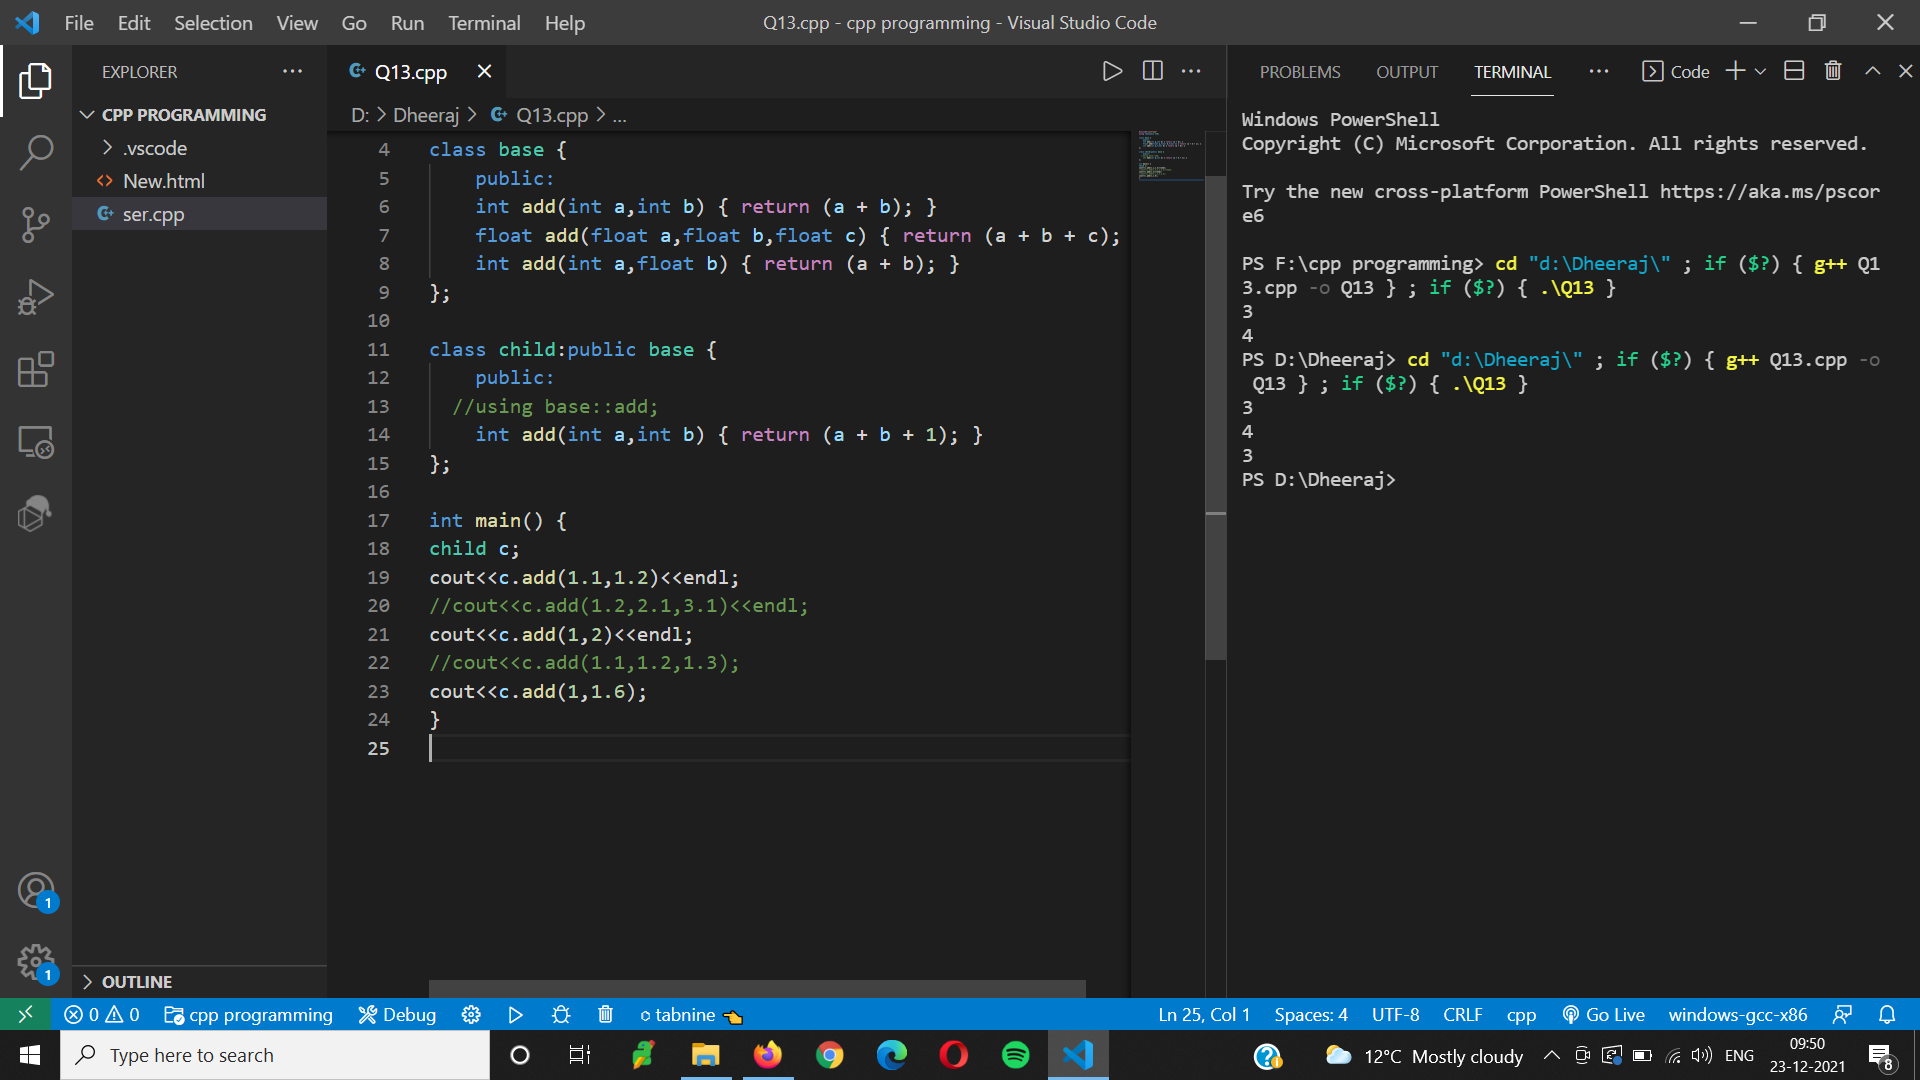 File Edit Selection View Go Run Terminal Help
Q13.cpp - cpp programming - Visual Studio Code
EXPLORER
CPP PROGRAMMING
.vscode
New.html
ser.cpp
OUTLINE
1
1
Q13.cpp
D: > Dheeraj > Q13.cpp > ...
4 class base {
5 public:
6 int add(int a,int b) { return (a + b); }
7 float add(float a,float b,float c) { return (a + b + c);
8 int add(int a,float b) { return (a + b); }
9 };
10
11 class child:public base {
12 public:
13 //using base::add;
14 int add(int a,int b) { return (a + b + 1); }
15 };
16
17 int main() {
18 child c;
19 cout<<c.add(1.1,1.2)<<endl;
20 //cout<<c.add(1.2,2.1,3.1)<<endl;
21 cout<<c.add(1,2)<<endl;
22 //cout<<c.add(1.1,1.2,1.3);
23 cout<<c.add(1,1.6);
24 }
25
PROBLEMS OUTPUT TERMINAL Code
Windows PowerShell
Copyright (C) Microsoft Corporation. All rights reserved.
Try the new cross-platform PowerShell https://aka.ms/pscor
e6
PS F:\cpp programming> cd "d:\Dheeraj\" ; if ($?) { g++ Q1
3.cpp -o Q13 } ; if ($?) { .\Q13 }
3
4
PS D:\Dheeraj> cd "d:\Dheeraj\" ; if ($?) { g++ Q13.cpp -o
Q13 } ; if ($?) { .\Q13 }
3
4
3
PS D:\Dheeraj>
0 0 cpp programming Debug tabnine Ln 25, Col 1 Spaces: 4 UTF-8 CRLF cpp Go Live windows-gcc-x86
Type here to search
12°C Mostly cloudy
ENG
09:50
23-12-2021
8